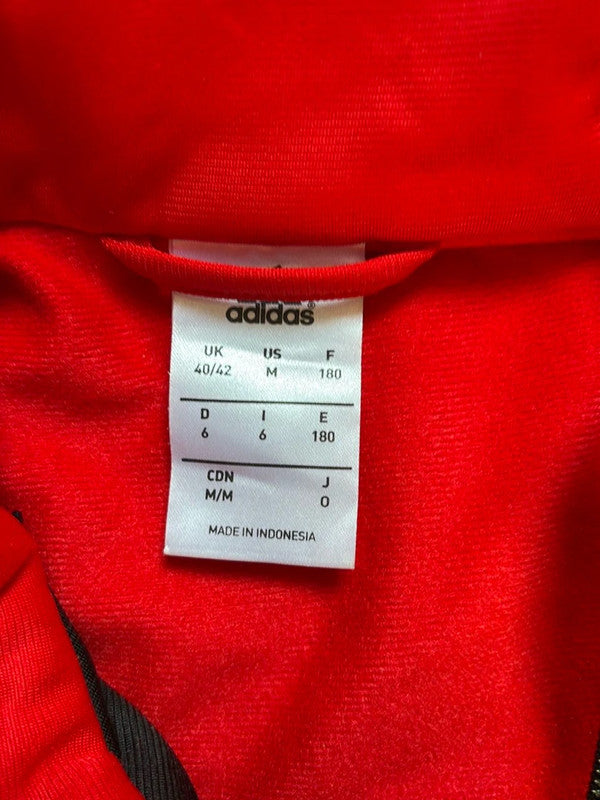 adidas®
UK US F
40/42 M 180
D I E
6 6 180
CDN J
M/M O
MADE IN INDONESIA